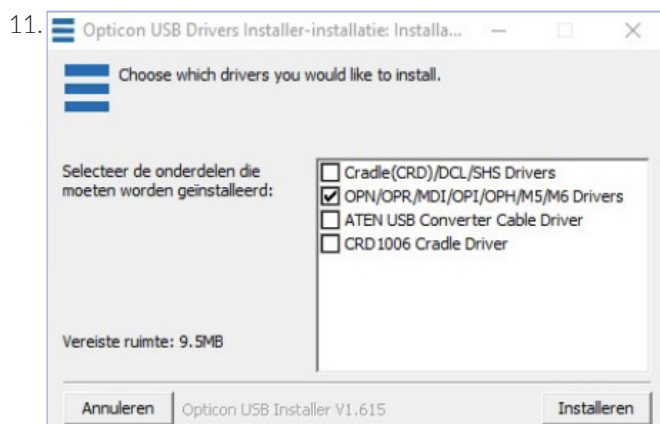 11.
Opticon USB Drivers Installer-installatie: Installa...
Choose which drivers you would like to install.
Selecteer de onderdelen die
moeten worden geïnstalleerd:
Cradle(CRD)/DCL/SHS Drivers
OPN/OPR/MDI/OPI/OPH/M5/M6 Drivers
ATEN USB Converter Cable Driver
CRD1006 Cradle Driver
Vereiste ruimte: 9.5MB
Annuleren
Opticon USB Installer V1.615
Installeren